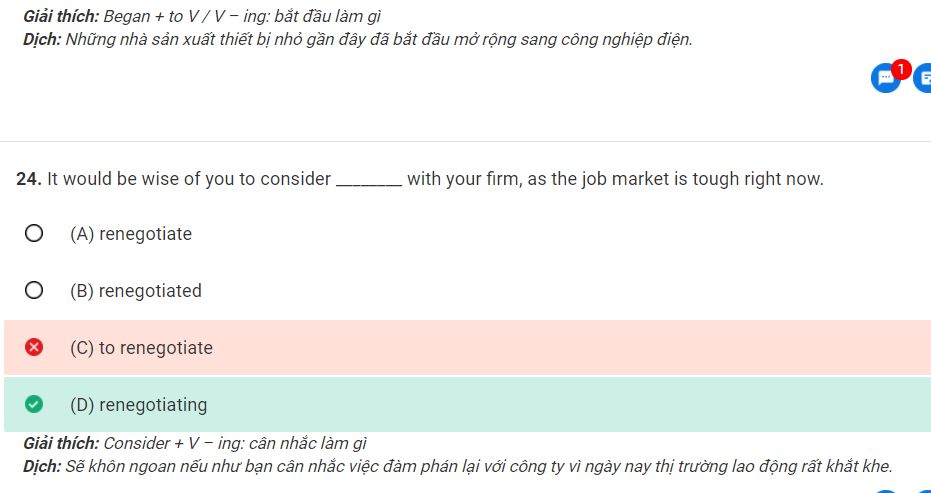 Giải thích: Began + to V / V – ing: bắt đầu làm gì
Dịch: Những nhà sản xuất thiết bị nhỏ gần đây đã bắt đầu mở rộng sang công nghiệp điện.
1
24. It would be wise of you to consider ________ with your firm, as the job market is tough right now.
(A) renegotiate
(B) renegotiated
(C) to renegotiate
(D) renegotiating
Giải thích: Consider + V – ing: cân nhắc làm gì
Dịch: Sẽ khôn ngoan nếu như bạn cân nhắc việc đàm phán lại với công ty vì ngày nay thị trường lao động rất khắt khe.